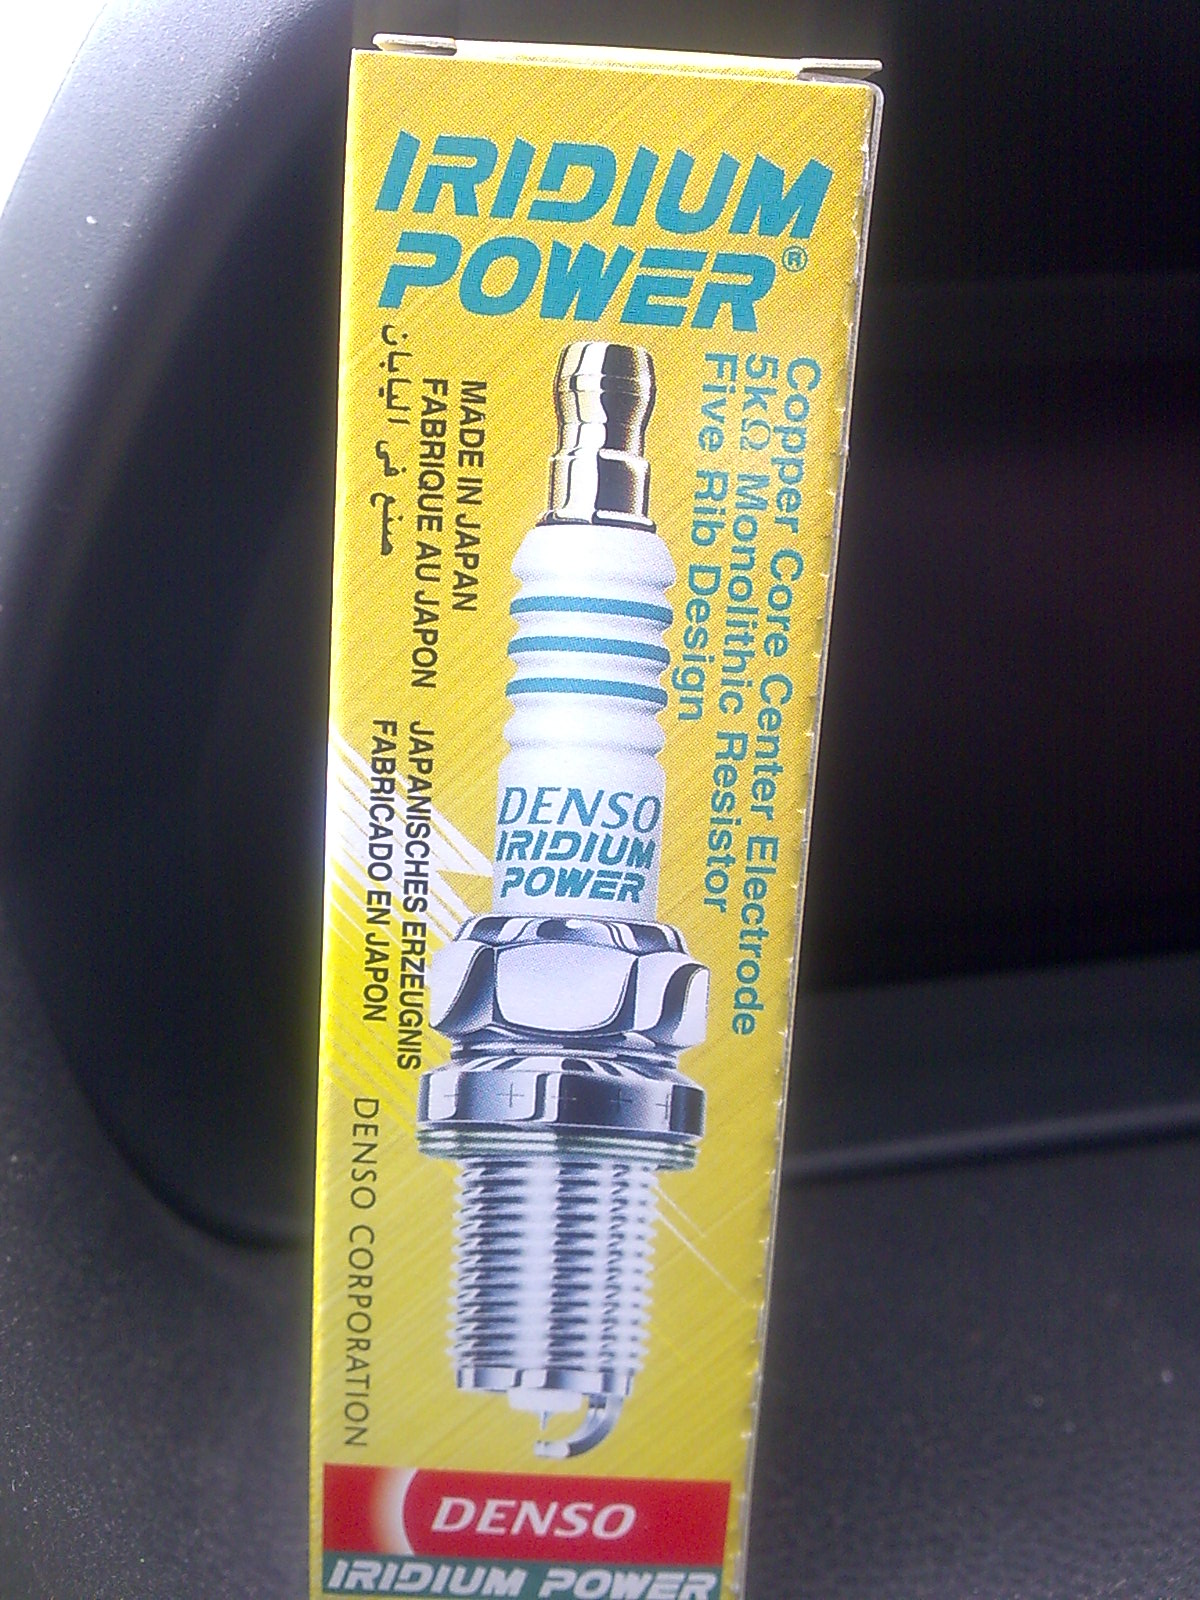 IRIDIUM
POWER®
Copper Core Center Electrode
5kΩ Monolithic Resistor
Five Rib Design
MADE IN JAPAN
FABRIQUE AU JAPON
صنع في اليابان
JAPANISCHES ERZEUGNIS
FABRICADO EN JAPON
DENSO CORPORATION
DENSO
IRIDIUM
POWER
DENSO
IRIDIUM POWER